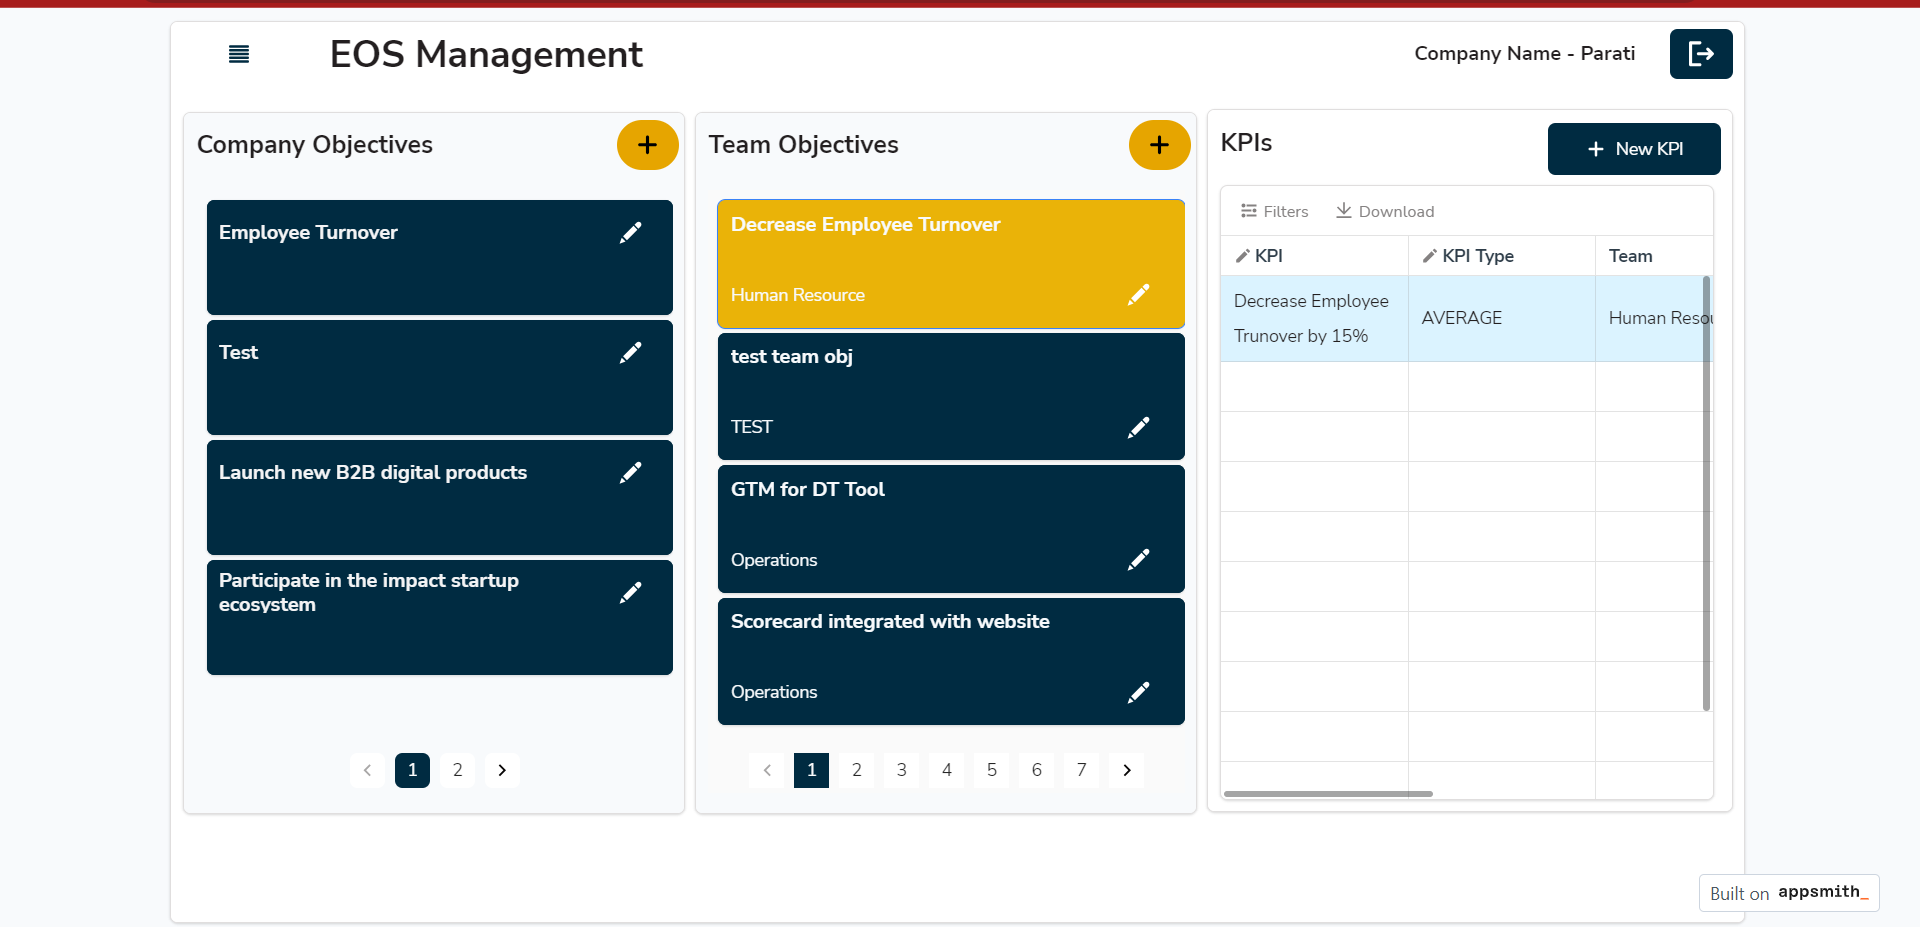 EOS Management
Company Name - Parati
Company Objectives
Employee Turnover
Test
Launch new B2B digital products
Participate in the impact startup
ecosystem
1 2
Team Objectives
Decrease Employee Turnover
Human Resource
test team obj
TEST
GTM for DT Tool
Operations
Scorecard integrated with website
Operations
1 2 3 4 5 6 7
KPIs
New KPI
Filters Download
KPI KPI Type Team
Decrease Employee
Trunover by 15%
AVERAGE
Human Resou
Built on appsmith_